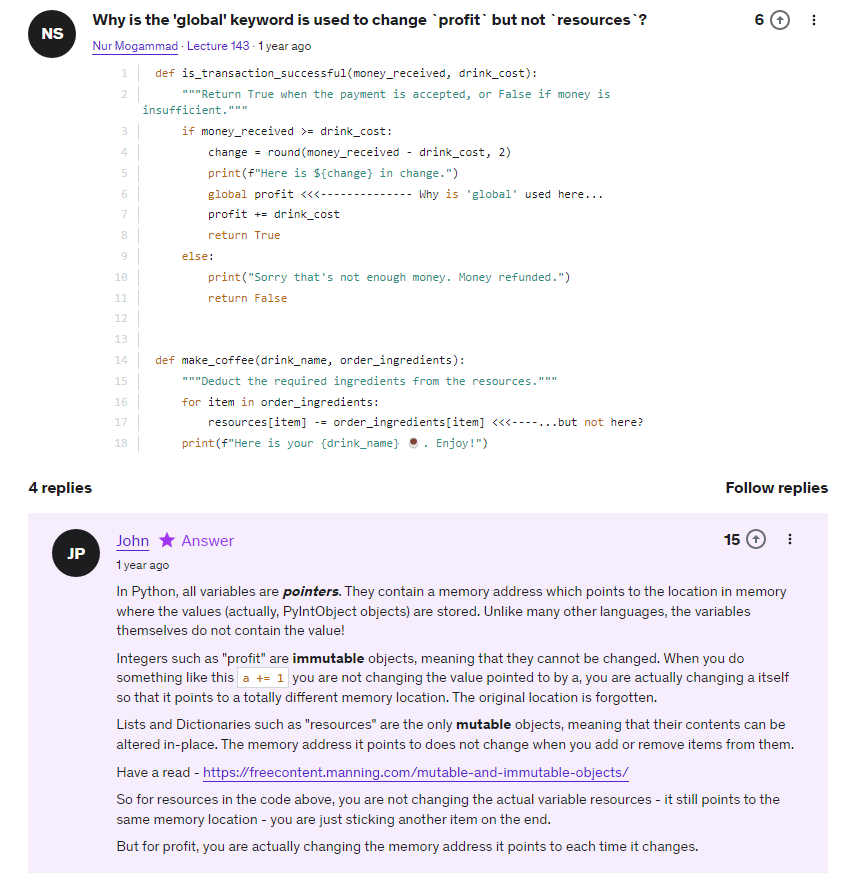 NS
Why is the 'global' keyword is used to change `profit` but not `resources`?
6
Nur Mogammad · Lecture 143 · 1 year ago
1 def is_transaction_successful(money_received, drink_cost):
2 """Return True when the payment is accepted, or False if money is
insufficient."""
3 if money_received >= drink_cost:
4 change = round(money_received - drink_cost, 2)
5 print(f"Here is ${change} in change.")
6 global profit <<<-------------- Why is 'global' used here...
7 profit += drink_cost
8 return True
9 else:
10 print("Sorry that's not enough money. Money refunded.")
11 return False
12
13
14 def make_coffee(drink_name, order_ingredients):
15 """Deduct the required ingredients from the resources."""
16 for item in order_ingredients:
17 resources[item] -= order_ingredients[item] <<<----...but not here?
18 print(f"Here is your {drink_name} ☕. Enjoy!")
4 replies
Follow replies
JP
John ★ Answer
15
1 year ago
In Python, all variables are pointers. They contain a memory address which points to the location in memory
where the values (actually, PyIntObject objects) are stored. Unlike many other languages, the variables
themselves do not contain the value!
Integers such as "profit" are immutable objects, meaning that they cannot be changed. When you do
something like this a += 1 you are not changing the value pointed to by a, you are actually changing a itself
so that it points to a totally different memory location. The original location is forgotten.
Lists and Dictionaries such as "resources" are the only mutable objects, meaning that their contents can be
altered in-place. The memory address it points to does not change when you add or remove items from them.
Have a read - https://freecontent.manning.com/mutable-and-immutable-objects/
So for resources in the code above, you are not changing the actual variable resources - it still points to the
same memory location - you are just sticking another item on the end.
But for profit, you are actually changing the memory address it points to each time it changes.